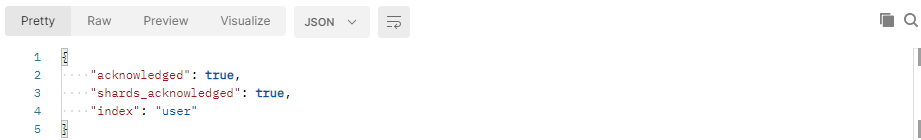 Pretty Raw Preview Visualize JSON
1 {
2 "acknowledged": true,
3 "shards_acknowledged": true,
4 "index": "user"
5 }